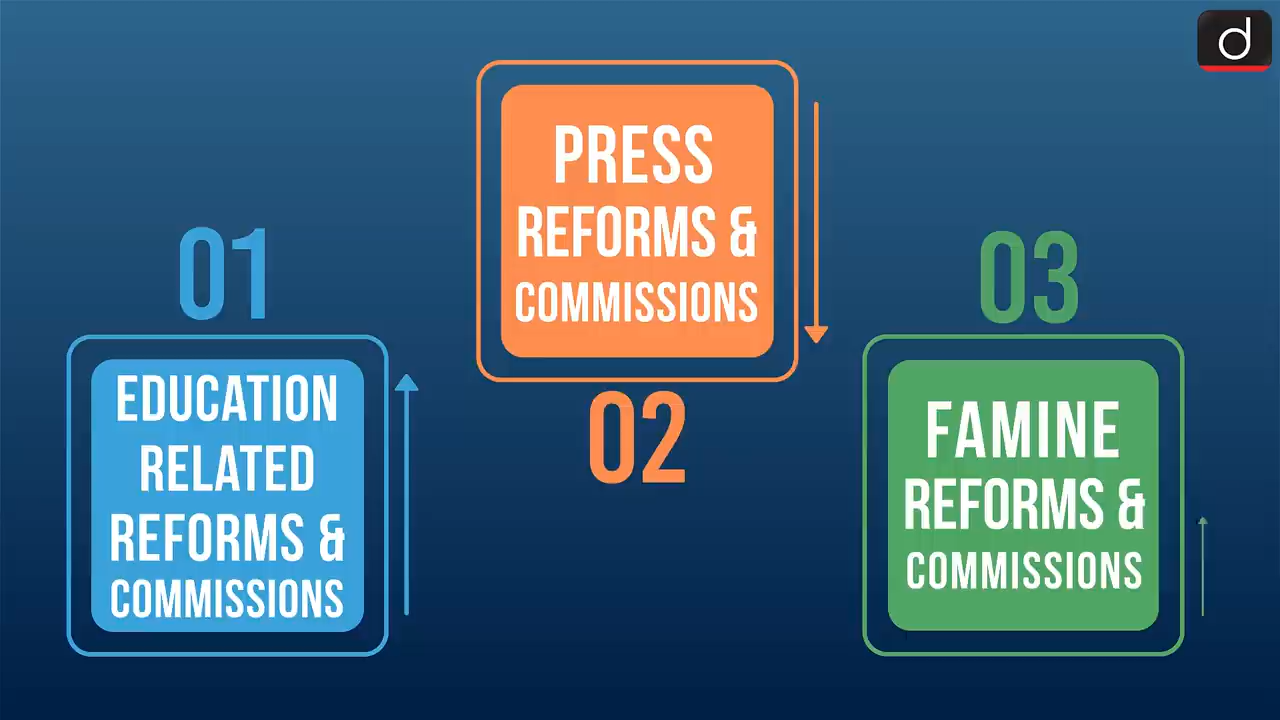 01
EDUCATION
RELATED
REFORMS &
COMMISSIONS
PRESS
REFORMS &
COMMISSIONS
02
03
FAMINE
REFORMS &
COMMISSIONS
d